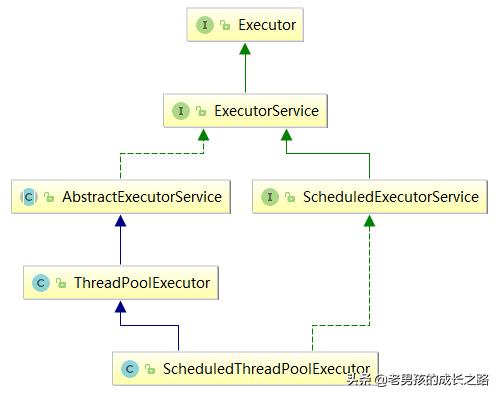 I Executor
I ExecutorService
C AbstractExecutorService
I ScheduledExecutorService
C ThreadPoolExecutor
C ScheduledThreadPoolExecutor
头条 @老男孩的成长之路